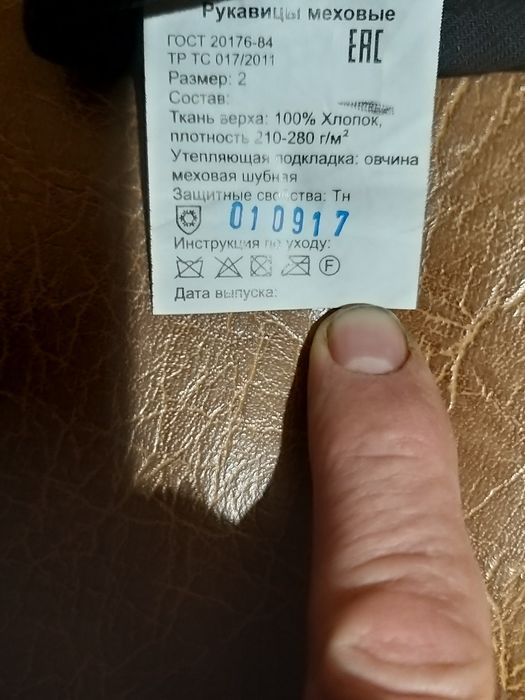 Рукавицы меховые
ГОСТ 20176-84
ТР ТС 017/2011
EAC
Размер: 2
Состав:
Ткань верха: 100% Хлопок,
плотность 210-280 г/м²
Утепляющая подкладка: овчина
меховая шубная
Защитные свойства: Тн
010917
Инструкция по уходу:
F
Дата выпуска: